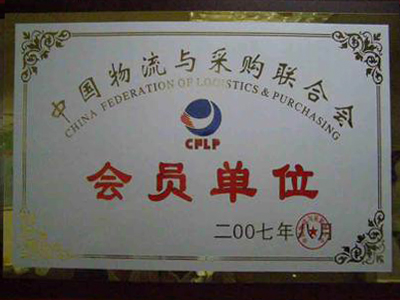 中国物流与采购联合会
CHINA FEDERATION OF LOGISTICS & PURCHASING
CFLP
会员单位
二00七年八月